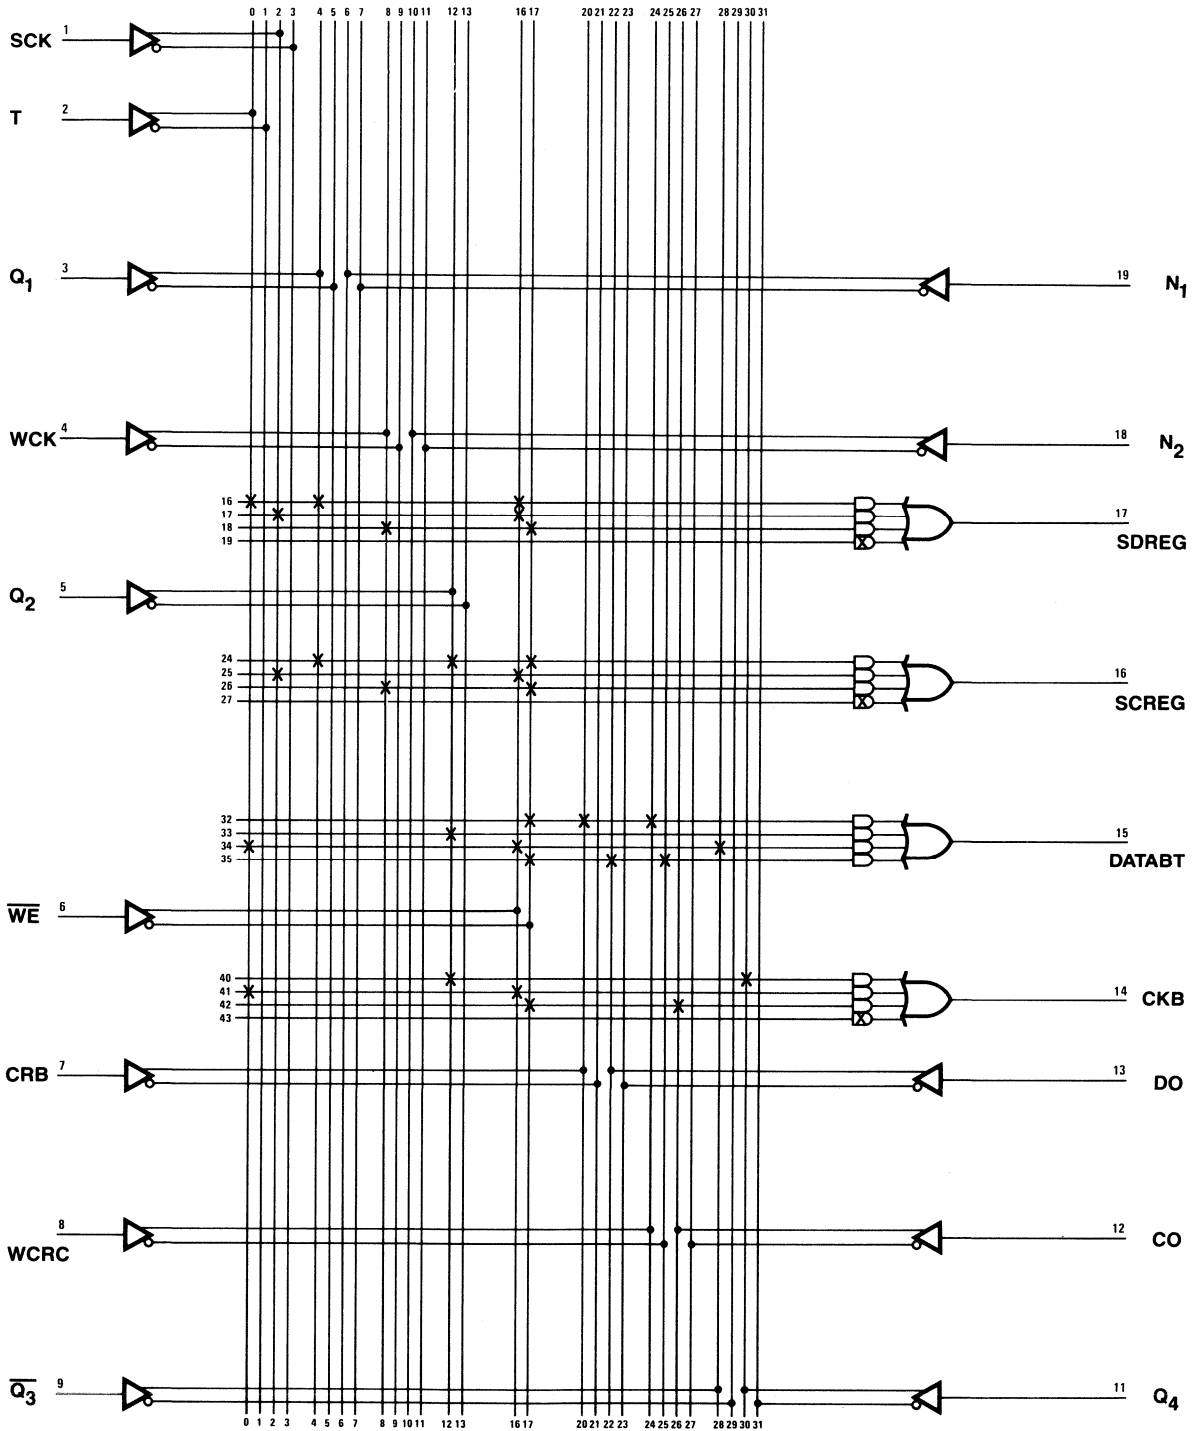 0 1 2 3 4 5 6 7 8 9 10 11 12 13 16 17 20 21 22 23 24 25 26 27 28 29 30 31
SCK 1
T 2
Q1 3
19 N1
WCK 4
18 N2
16
17
18
19
17 SDREG
Q2 5
24
25
26
27
16 SCREG
32
33
34
35
15 DATABT
WE 6
40
41
42
43
14 CKB
CRB 7
13 DO
8 WCRC
12 CO
Q3 9
11 Q4
0 1 2 3 4 5 6 7 8 9 10 11 12 13 16 17 20 21 22 23 24 25 26 27 28 29 30 31